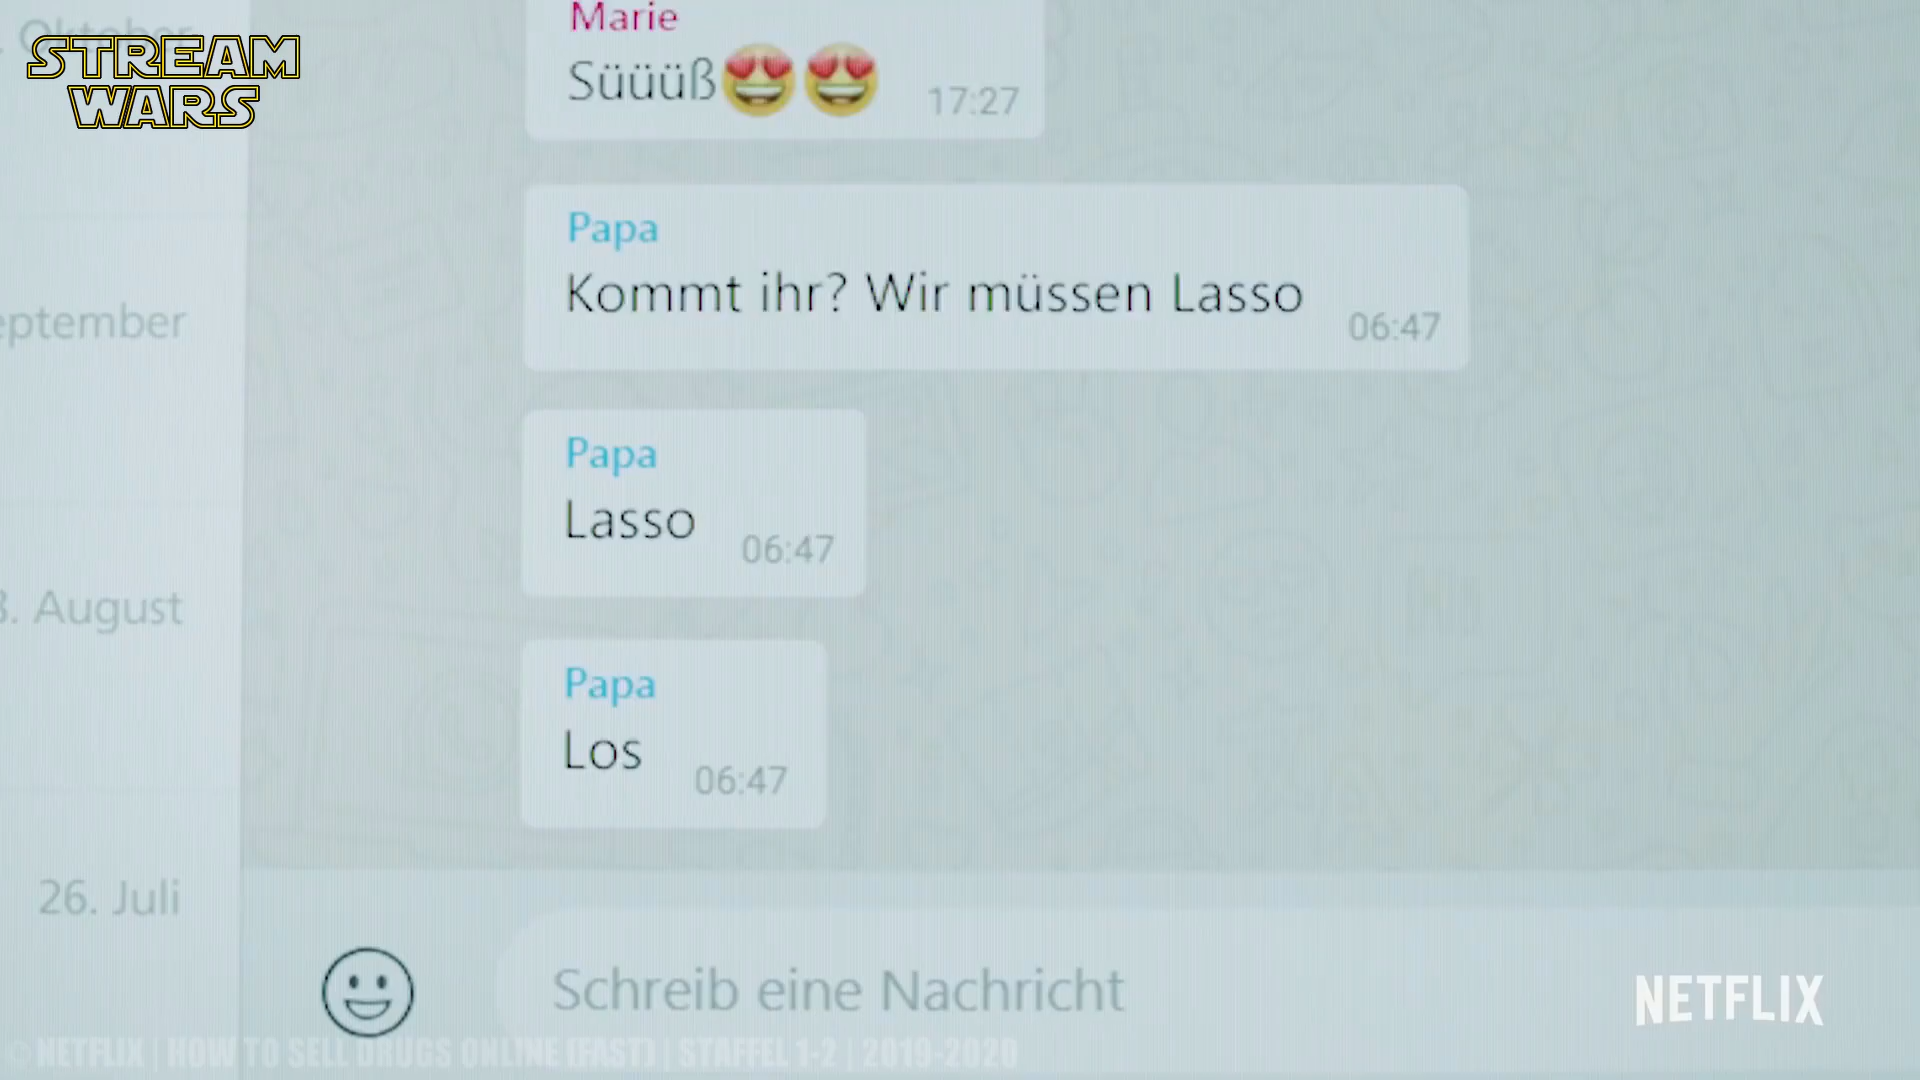 . Oktober
STREAM
WARS
Marie
Süüüß😍😍 17:27
Papa
Kommt ihr? Wir müssen Lasso 06:47
eptember
Papa
Lasso 06:47
3. August
Papa
Los 06:47
26. Juli
Schreib eine Nachricht
NETFLIX
© NETFLIX | HOW TO SELL DRUGS ONLINE (FAST) | STAFFEL 1-2 | 2019-2020